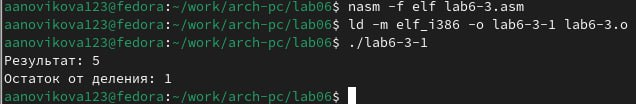 aanovikova123@fedora:~/work/arch-pc/lab06$ nasm -f elf lab6-3.asm
aanovikova123@fedora:~/work/arch-pc/lab06$ ld -m elf_i386 -o lab6-3-1 lab6-3.o
aanovikova123@fedora:~/work/arch-pc/lab06$ ./lab6-3-1
Результат: 5
Остаток от деления: 1
aanovikova123@fedora:~/work/arch-pc/lab06$